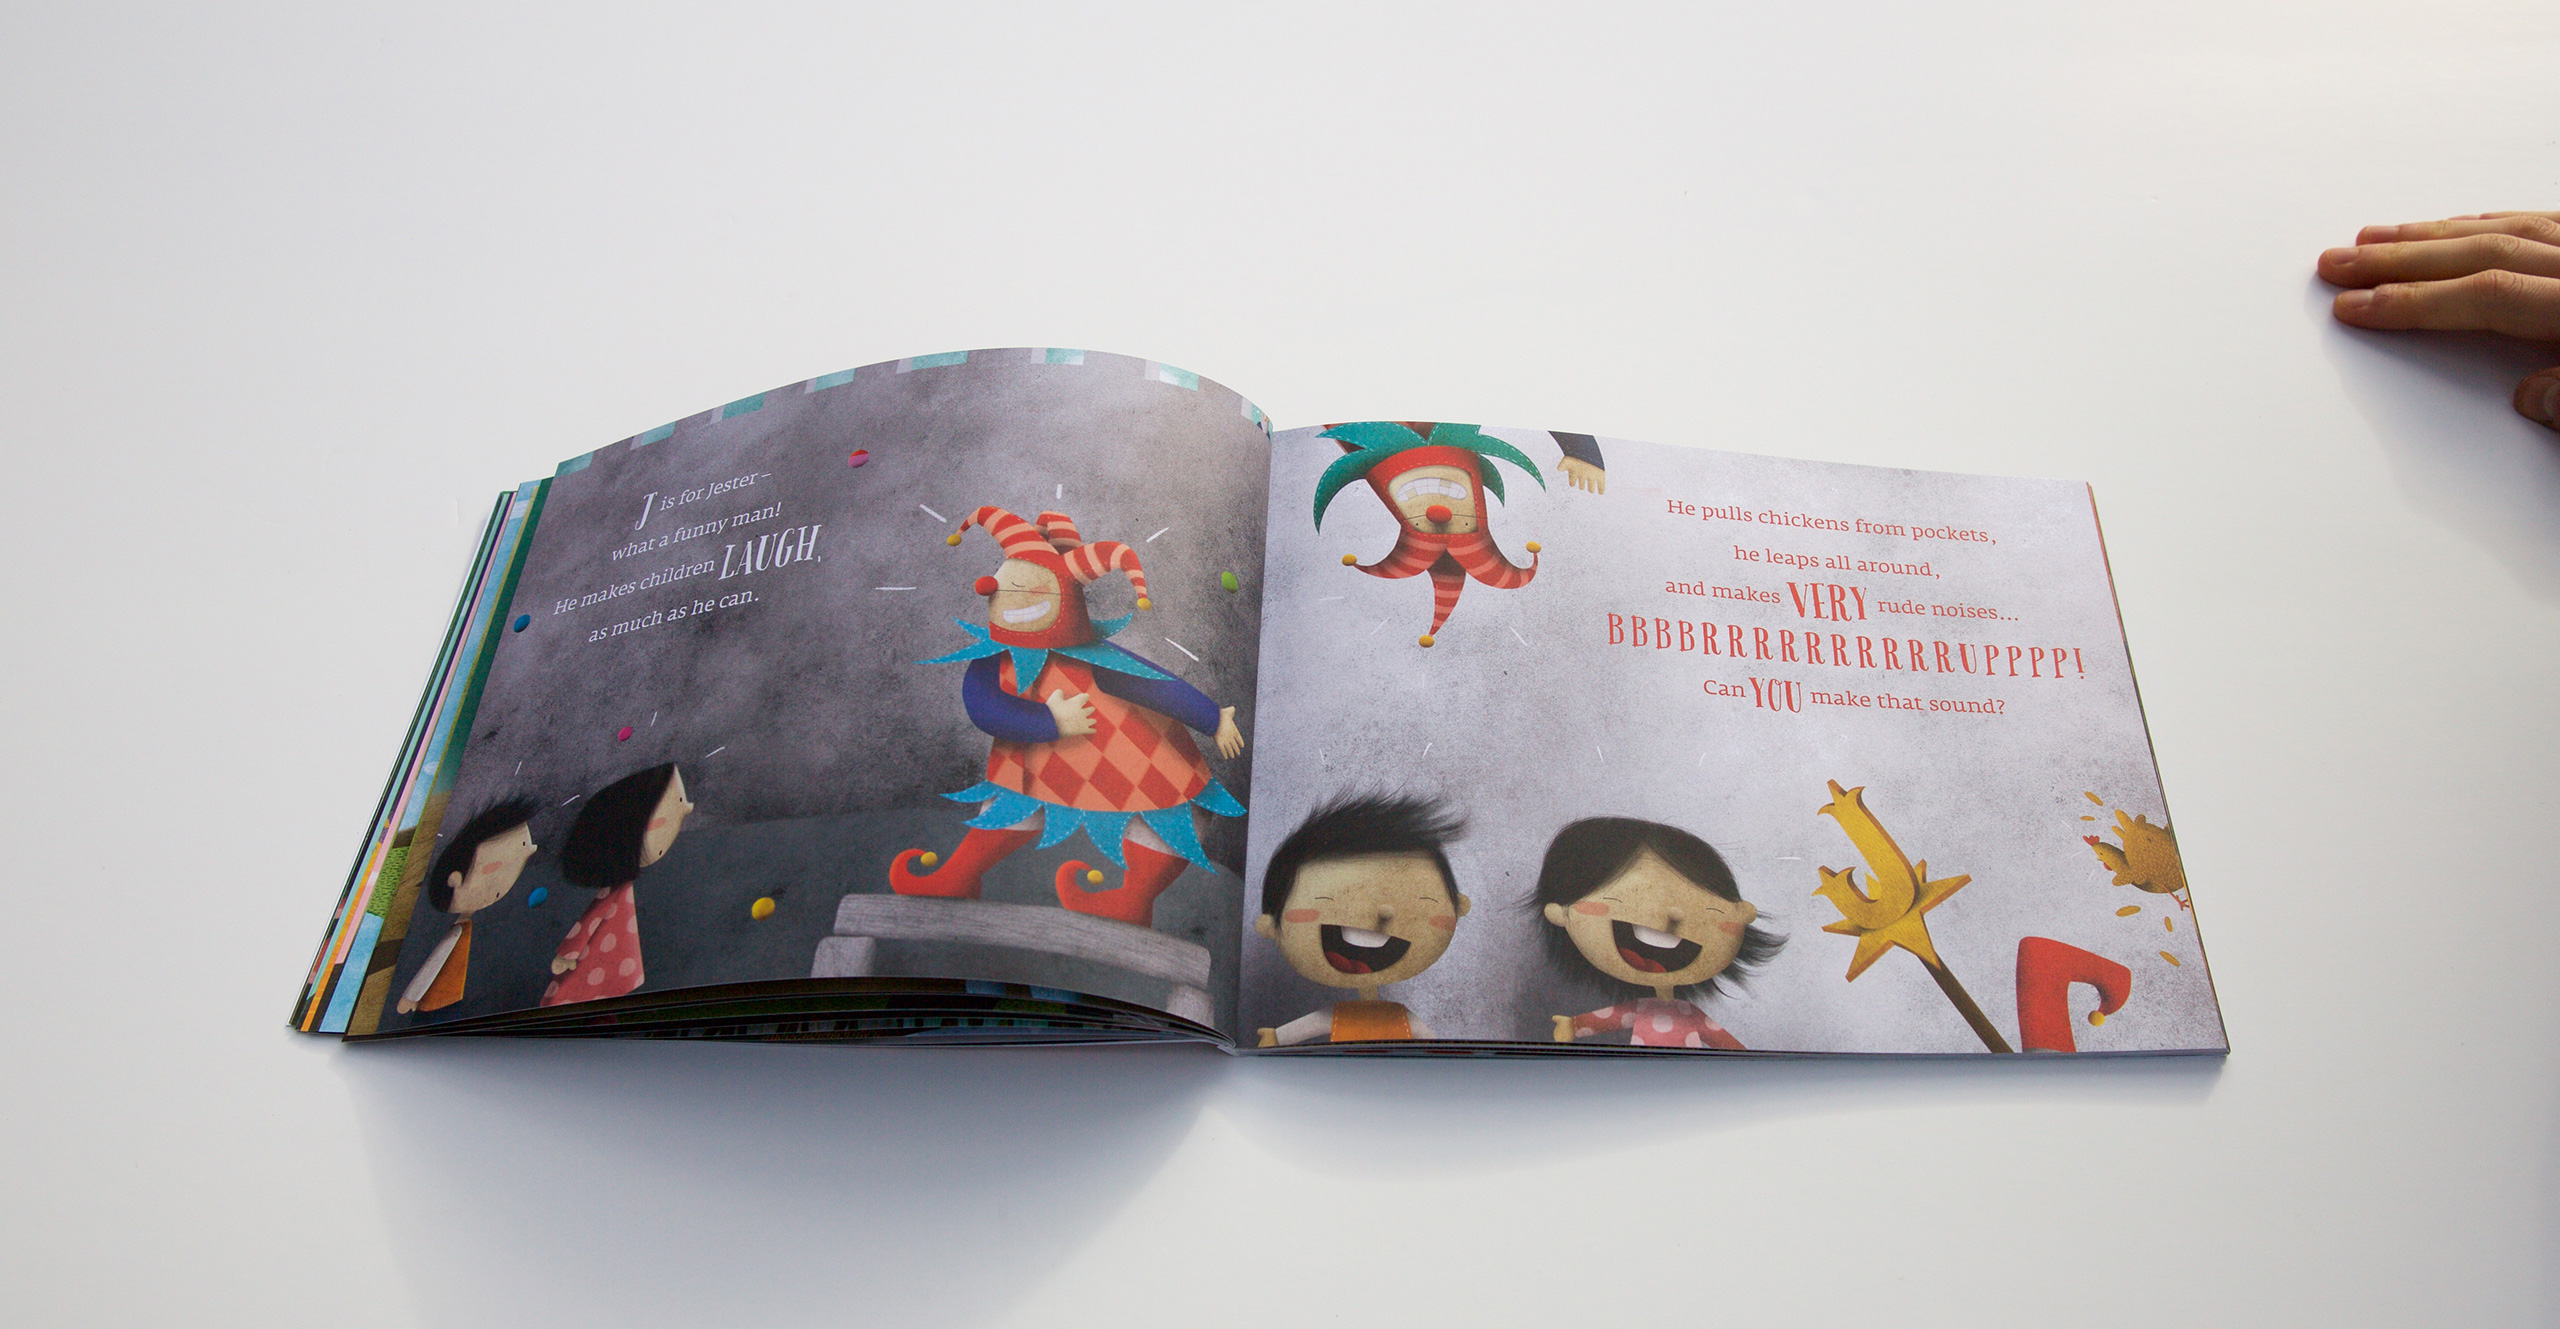 J is for Jester –
what a funny man!
He makes children LAUGH,
as much as he can.
He pulls chickens from pockets,
he leaps all around,
and makes VERY rude noises...
BBBBRRRRRRRRRRRUPPPP!
Can YOU make that sound?
J